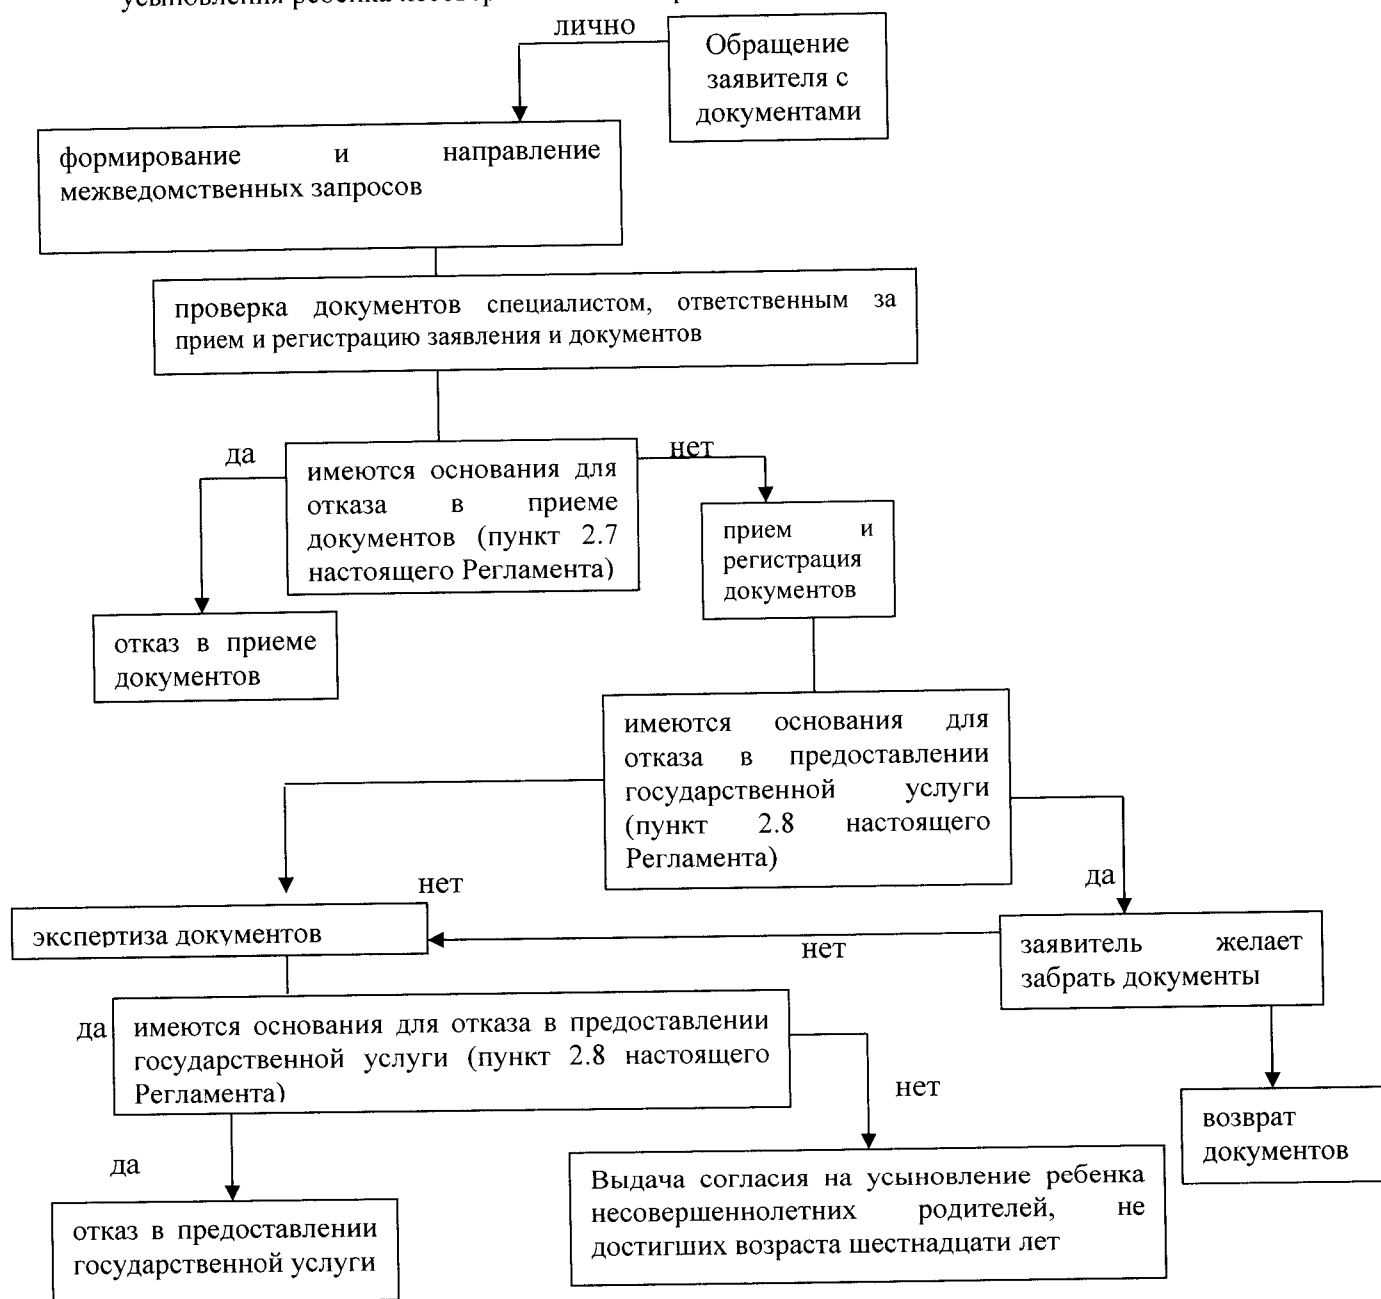 усыновления ребенка
лично
Обращение
заявителя с
документами
формирование и направление
межведомственных запросов
проверка документов специалистом, ответственным за
прием и регистрацию заявления и документов
да
нет
имеются основания для
отказа в приеме
документов (пункт 2.7
настоящего Регламента)
прием и
регистрация
документов
отказ в приеме
документов
имеются основания для
отказа в предоставлении
государственной услуги
(пункт 2.8 настоящего
Регламента)
нет
да
экспертиза документов
нет
заявитель желает
забрать документы
да
имеются основания для отказа в предоставлении
государственной услуги (пункт 2.8 настоящего
Регламента)
нет
возврат
документов
да
Выдача согласия на усыновление ребенка
несовершеннолетних родителей, не
достигших возраста шестнадцати лет
отказ в предоставлении
государственной услуги